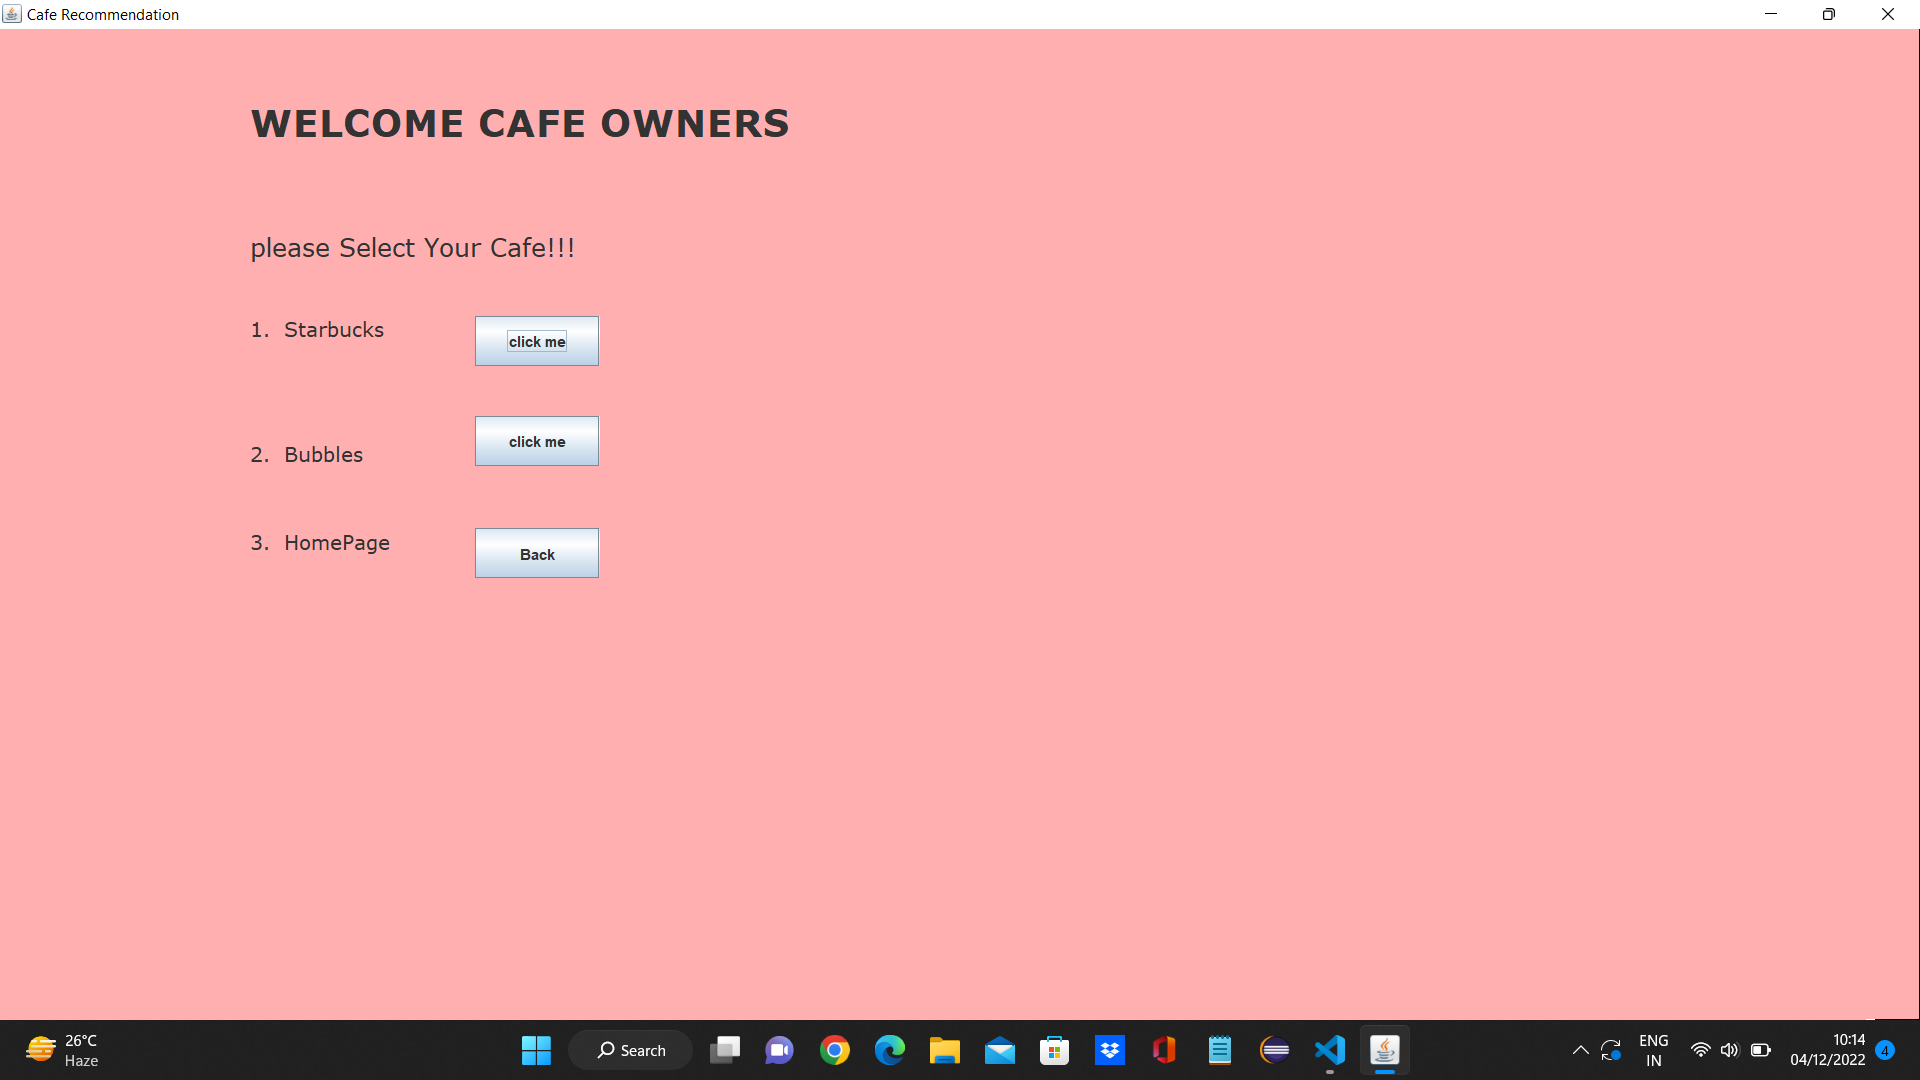 Cafe Recommendation
WELCOME CAFE OWNERS
please Select Your Cafe!!!
1. Starbucks
click me
click me
2. Bubbles
3. HomePage
Back
26°C
Haze
Search
ENG
IN
10:14
04/12/2022
4